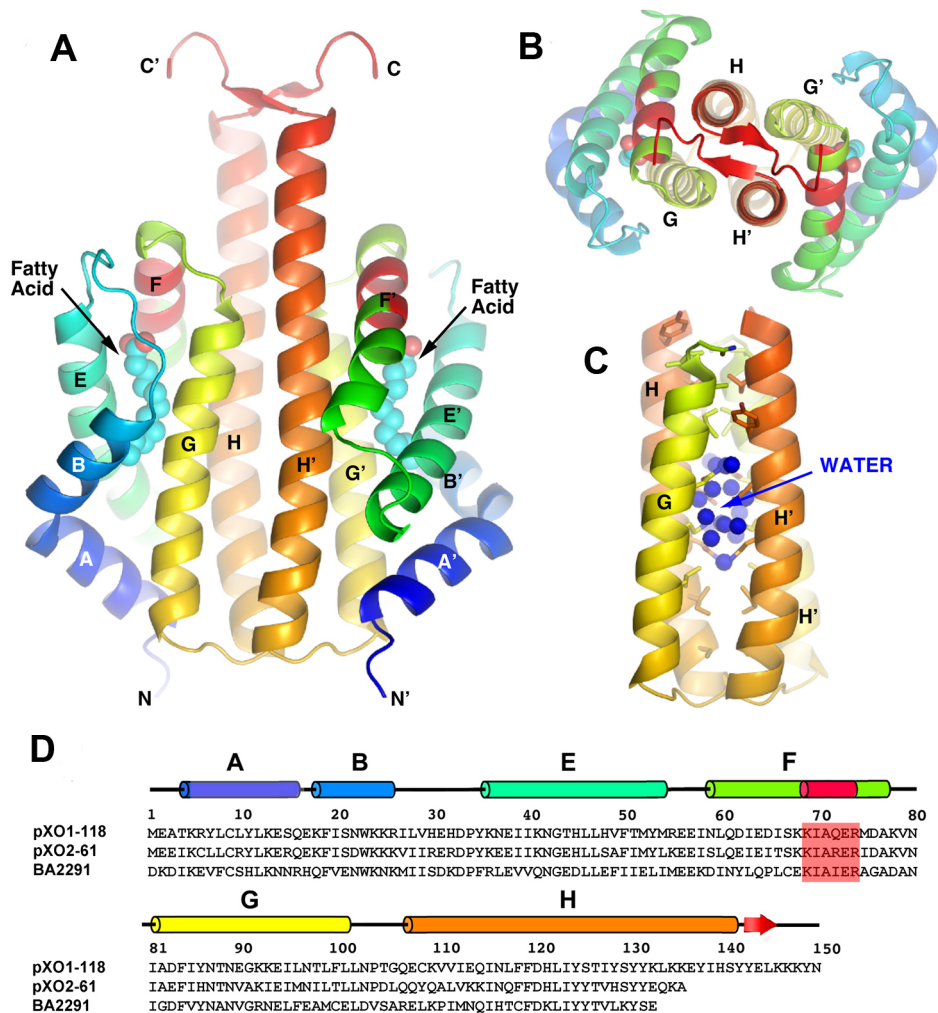 A
C’
C
Fatty
Acid
F
F’
Fatty
Acid
E
E’
G
H
H’
G’
B
B’
A
A’
N
N’
B
H
G’
G
H’
C
H
WATER
G
H’
H’
D
A B E F
1 10 20 30 40 50 60 70 80
pXO1-118 MEATKRYLCLYLKESQEKFISNWKKRILVHEHDPYKNEIIKNGTHLLHVFTMYMREEINLQDIEDISKKIAQERMDAKVN
pXO2-61 MEEIKCLLCRYLKERQEKFISDWKKKVIIRERDPYKEEIIKNGEHLLSAFIMYLKEEISLQEIEITSKKIARERIDAKVN
BA2291 DKDIKEVFCSHLKNNRHQFVENWKNKMIISDKDPFRLEVVQNGEDLLEFIIELIMEEKDINYLQPLCEKIAIERAGADAN
G H
81 90 100 110 120 130 140 150
pXO1-118 IADFIYNTNEGKKEILNTLFLLNPTGQECKVVIEQINLFFDHLIYSTIYSYYKLKKEYIHSYYELKKKYN
pXO2-61 IAEFIHNTNVAKIEIMNILTLLNPDLQQYQALVKKINQFFDHLIYYTVHSYYEQKA
BA2291 IGDFVYNANVGRNELFEAMCELDVSARELKPIMNQIHTCFDKLIYYTVLKYSE